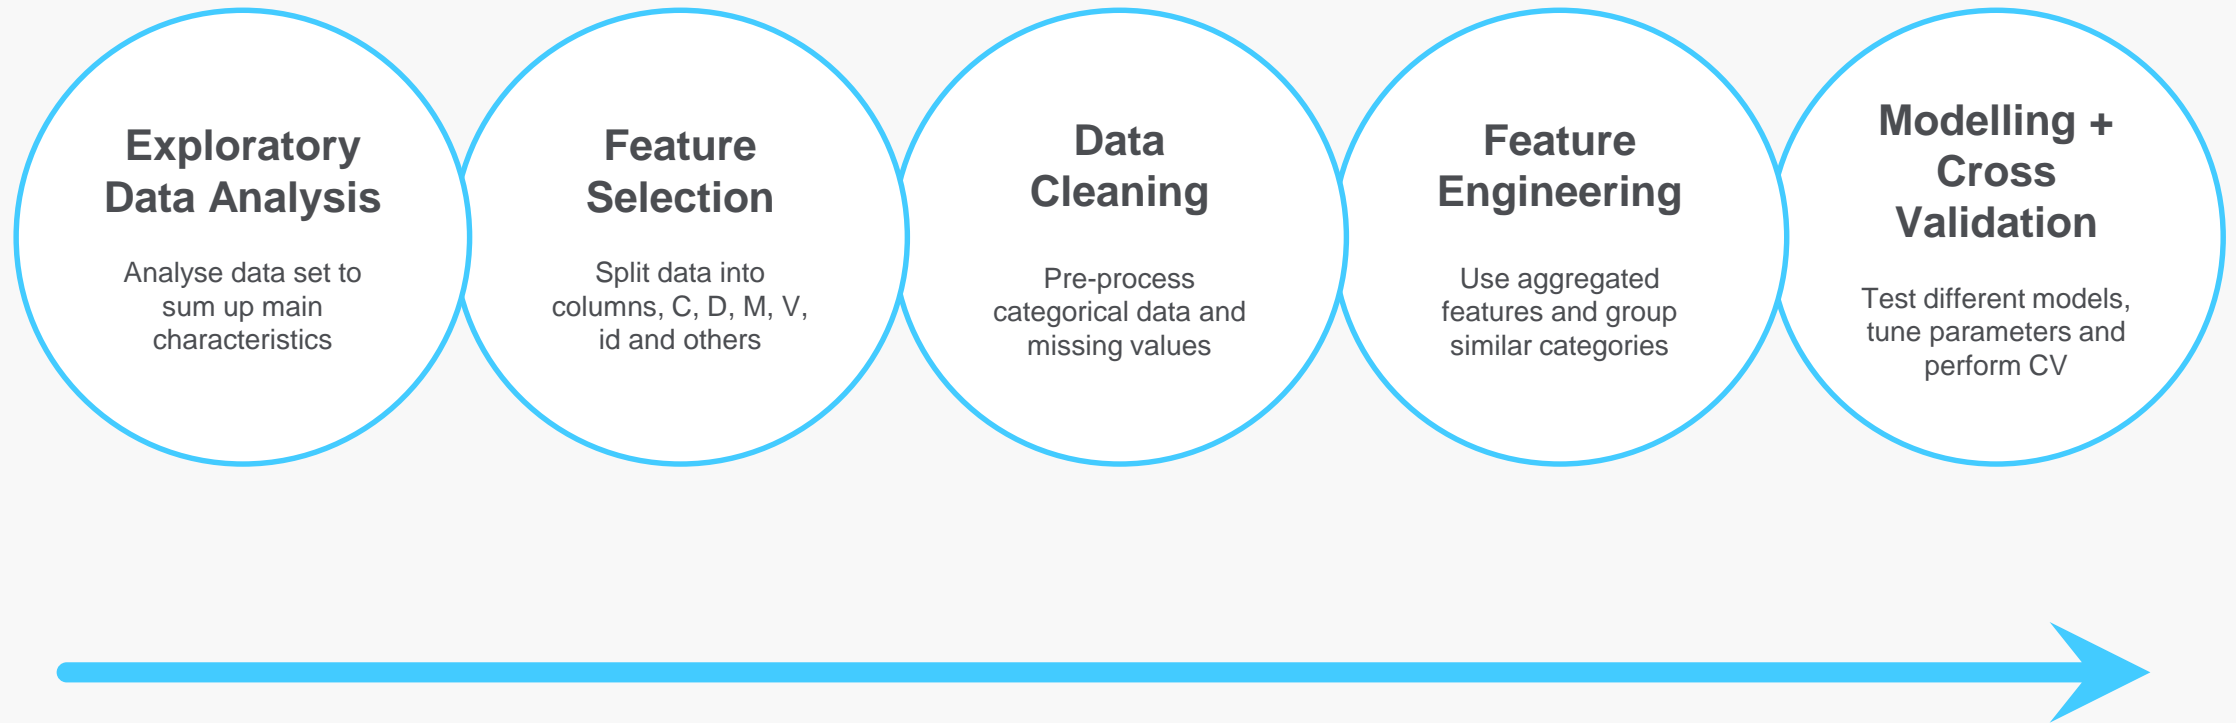 Exploratory
Data Analysis
Analyse data set to
sum up main
characteristics
Feature
Selection
Split data into
columns, C, D, M, V,
id and others
Data
Cleaning
Pre-process
categorical data and
missing values
Feature
Engineering
Use aggregated
features and group
similar categories
Modelling +
Cross
Validation
Test different models,
tune parameters and
perform CV